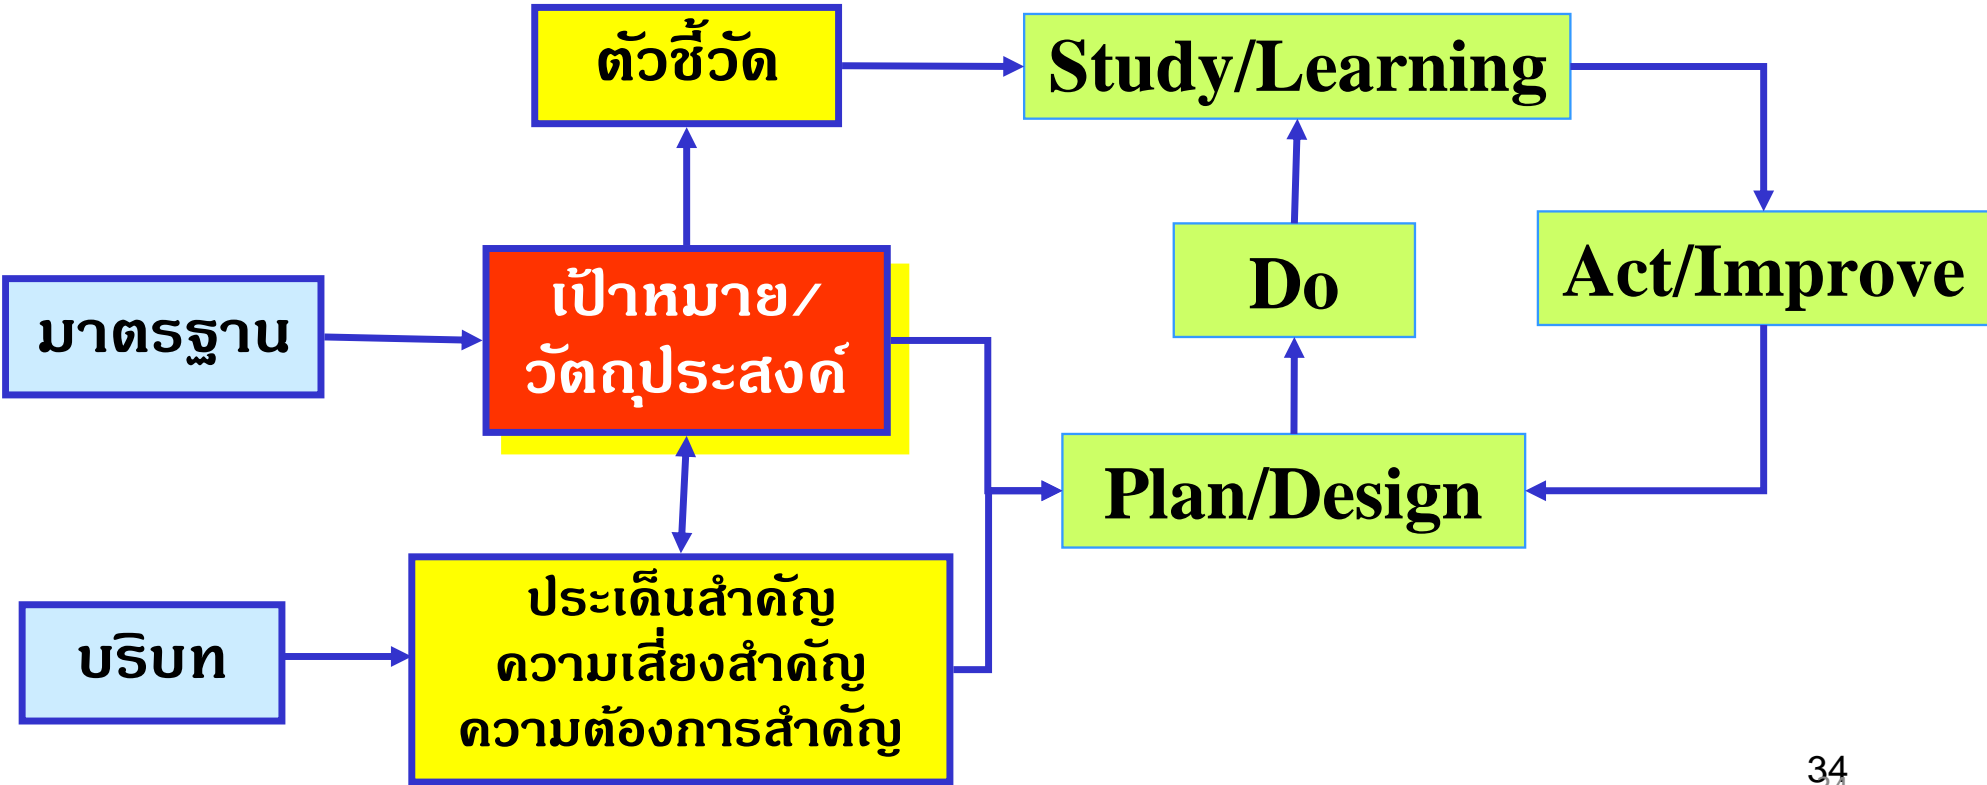 ตัวชี้วัด
Study/Learning
มาตรฐาน
เป้าหมาย/
วัตถุประสงค์
Do
Act/Improve
Plan/Design
บริบท
ประเด็นสำคัญ
ความเสี่ยงสำคัญ
ความต้องการสำคัญ
34